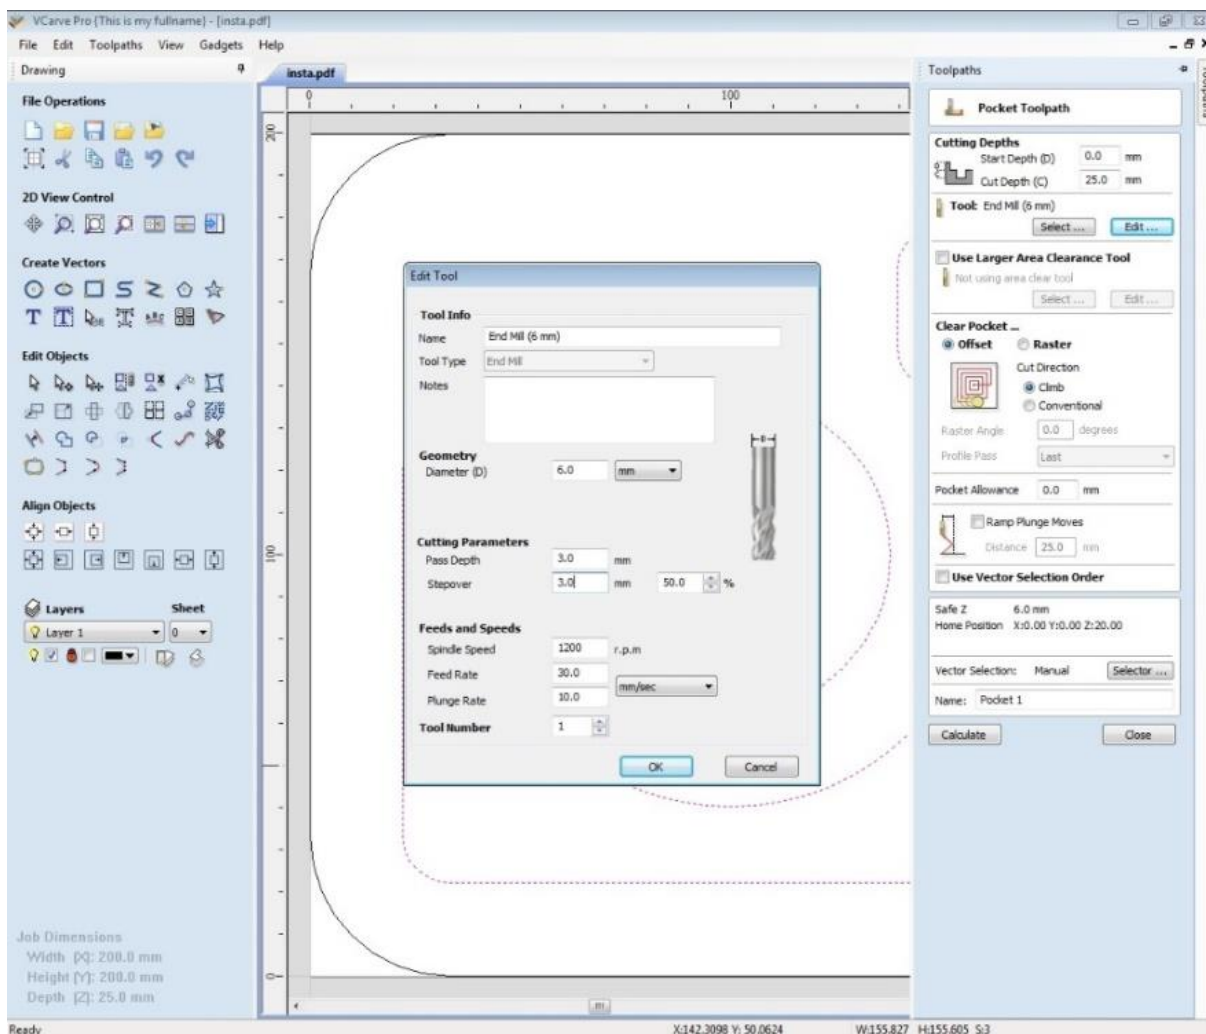 VCarve Pro {This is my fullname} - [insta.pdf]
File Edit Toolpaths View Gadgets Help
Drawing
File Operations
2D View Control
Create Vectors
Edit Objects
Align Objects
Layers Sheet
Layer 1 0
Job Dimensions
Width [X]: 200.0 mm
Height [Y]: 200.0 mm
Depth [Z]: 25.0 mm
Ready
insta.pdf
0 100
200
100
0
Edit Tool
Tool Info
Name End Mill (6 mm)
Tool Type End Mill
Notes
Geometry
Diameter (D) 6.0 mm
Cutting Parameters
Pass Depth 3.0 mm
Stepover 3.0 mm 50.0 %
Feeds and Speeds
Spindle Speed 1200 r.p.m
Feed Rate 30.0
mm/sec
Plunge Rate 10.0
Tool Number 1
OK Cancel
Toolpaths
Pocket Toolpath
Cutting Depths
Start Depth (D) 0.0 mm
Cut Depth (C) 25.0 mm
Tool: End Mill (6 mm)
Select ... Edit ...
Use Larger Area Clearance Tool
Not using area clear tool
Select ... Edit ...
Clear Pocket ...
Offset Raster
Cut Direction
Climb
Conventional
Raster Angle 0.0 degrees
Profile Pass Last
Pocket Allowance 0.0 mm
Ramp Plunge Moves
Distance 25.0 mm
Use Vector Selection Order
Safe Z 6.0 mm
Home Position X:0.00 Y:0.00 Z:20.00
Vector Selection: Manual Selector ...
Name: Pocket 1
Calculate Close
X:142.3098 Y: 50.0624 W:155.827 H:155.605 S:3